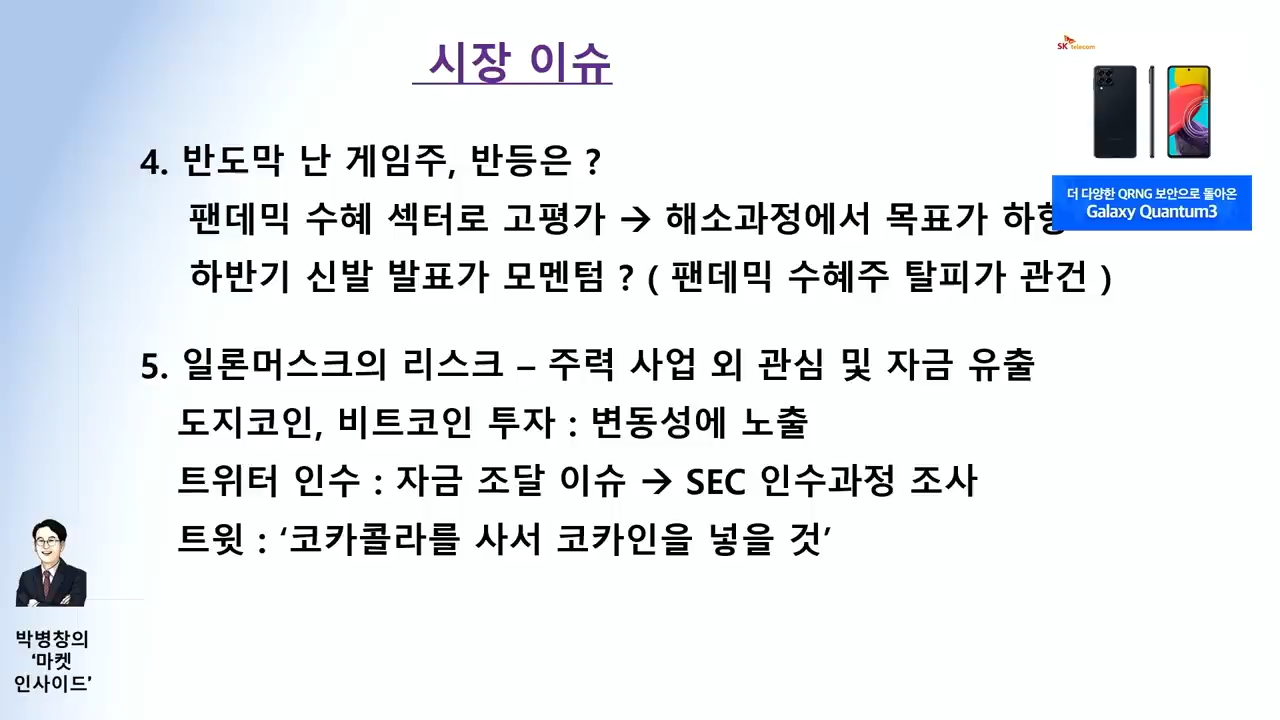 시장 이슈
SK telecom
더 다양한 QRNG 보안으로 돌아온
Galaxy Quantum3
4. 반도막 난 게임주, 반등은 ?
팬데믹 수혜 섹터로 고평가 → 해소과정에서 목표가 하향
하반기 신발 발표가 모멘텀 ? ( 팬데믹 수혜주 탈피가 관건 )
5. 일론머스크의 리스크 – 주력 사업 외 관심 및 자금 유출
도지코인, 비트코인 투자 : 변동성에 노출
트위터 인수 : 자금 조달 이슈 → SEC 인수과정 조사
트윗 : ‘코카콜라를 사서 코카인을 넣을 것’
박병창의
‘마켓
인사이드’